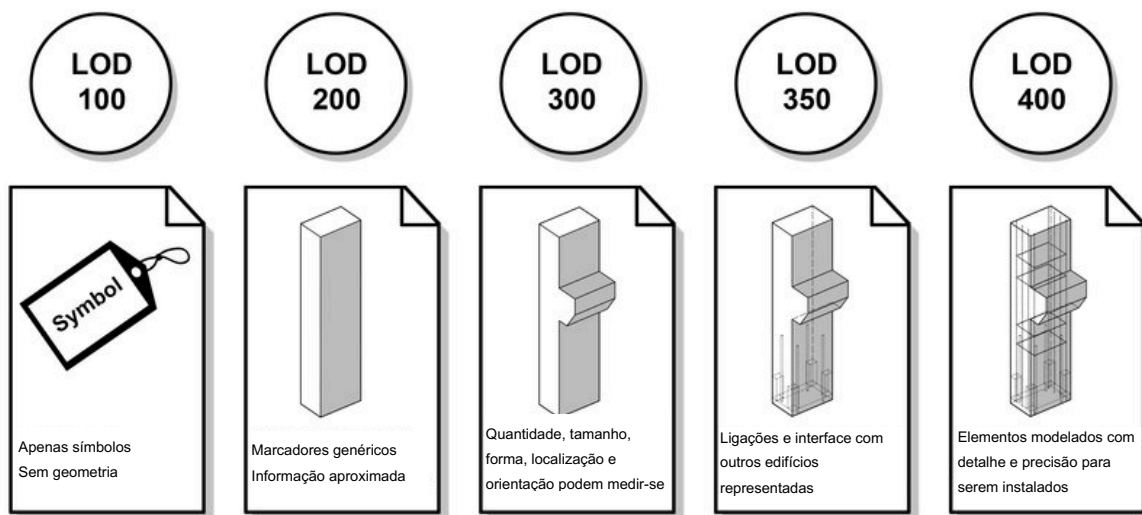 LOD
100
LOD
200
LOD
300
LOD
350
LOD
400
Symbol
Apenas símbolos
Sem geometria
Marcadores genéricos
Informação aproximada
Quantidade, tamanho,
forma, localização e
orientação podem medir-se
Ligações e interface com
outros edifícios
representadas
Elementos modelados com
detalhe e precisão para
serem instalados